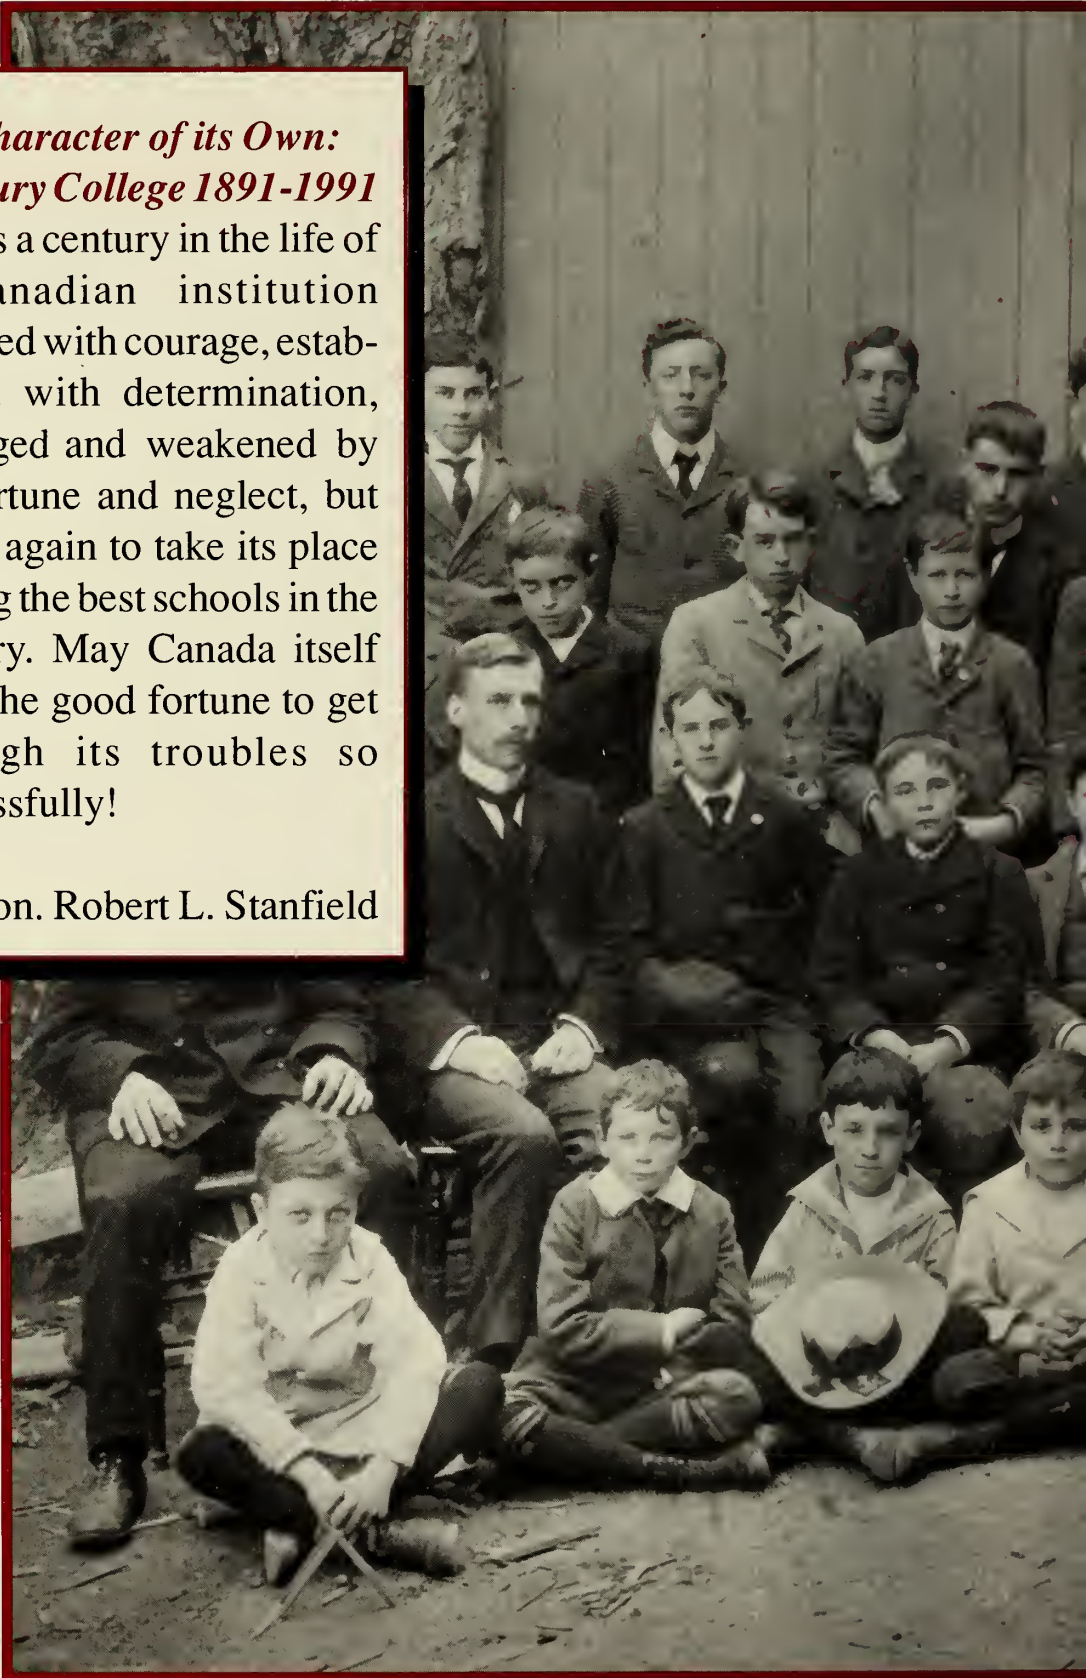 haracter of its Own:
ury College 1891-1991
s a century in the life of
anadian institution
ed with courage, estab-
with determination,
ged and weakened by
rtune and neglect, but
again to take its place
g the best schools in the
ry. May Canada itself
he good fortune to get
gh its troubles so
ssfully!
on. Robert L. Stanfield